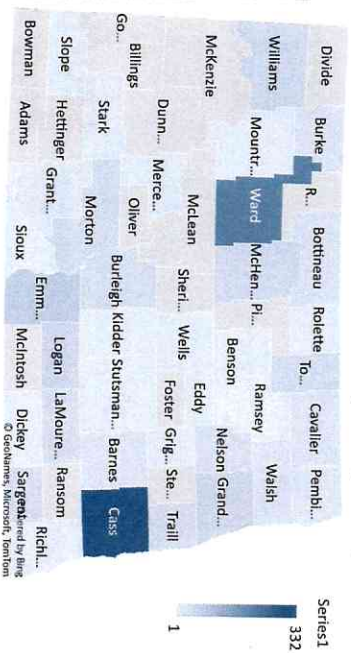 Series1
332
1
Divide
Burke
R...
Bottineau
Rolette
To...
Cavalier
Pembi...
Williams
Mountr...
Ward
McHen...
Pi...
Benson
Ramsey
Walsh
McKenzie
McLean
Sheri...
Wells
Eddy
Nelson
Grand...
Go...
Billings
Dunn...
Merce...
Oliver
Foster
Grig...
Ste...
Traill
Slope
Stark
Morton
Burleigh
Kidder
Stutsman...
Barnes
Cass
Hettinger
Grant...
Bowman
Adams
Sioux
Emm...
Logan
LaMoure...
Ransom
McIntosh
Dickey
Sargent
Richl...
ered by Bing
© GeoNames, Microsoft, TomTom